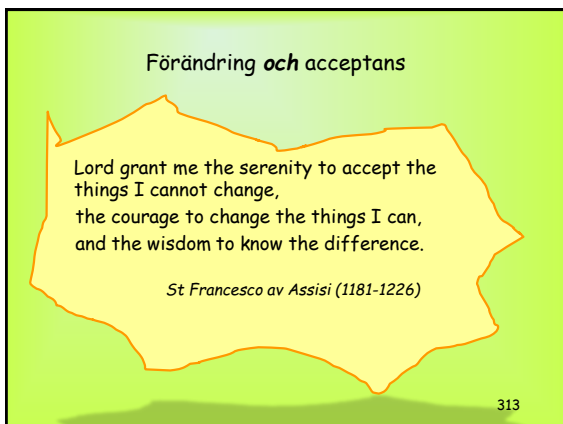 Förändring och acceptans
Lord grant me the serenity to accept the
things I cannot change,
the courage to change the things I can,
and the wisdom to know the difference.
St Francesco av Assisi (1181-1226)
313